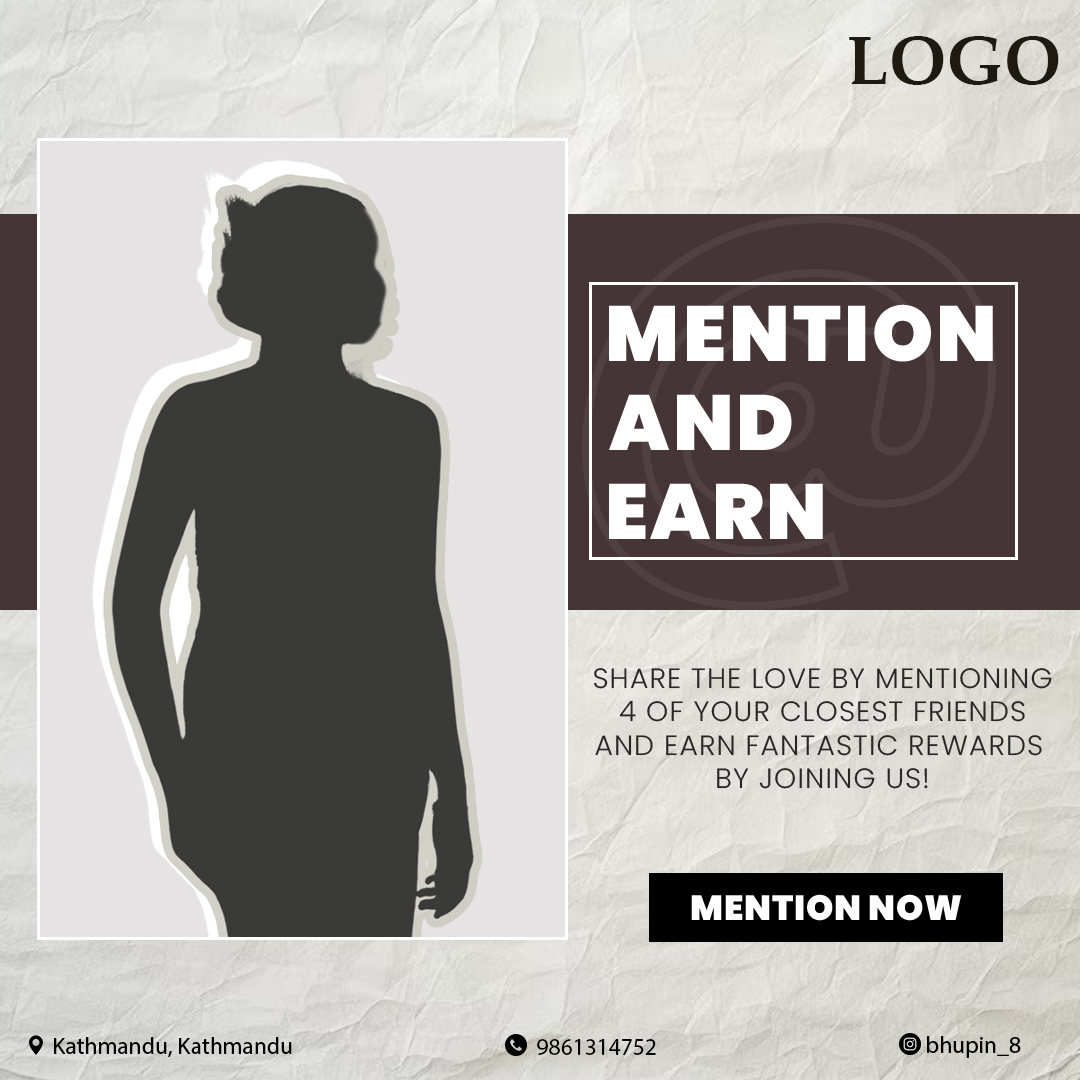 LOGO
MENTION
AND
EARN
SHARE THE LOVE BY MENTIONING
4 OF YOUR CLOSEST FRIENDS
AND EARN FANTASTIC REWARDS
BY JOINING US!
MENTION NOW
Kathmandu, Kathmandu
9861314752
bhupin_8